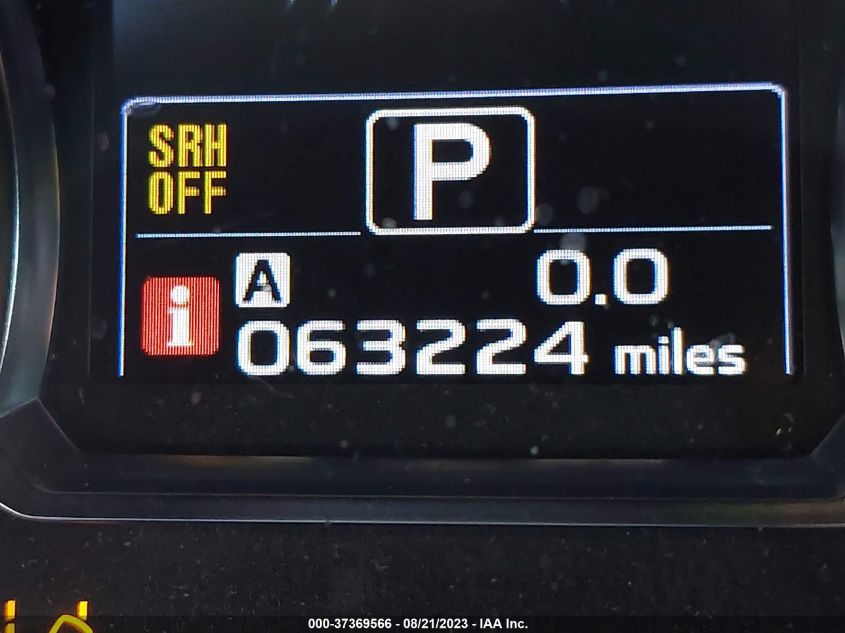 SRH
OFF
P
A 0.0
i 063224 miles
000-37369566 - 08/21/2023 - IAA Inc.